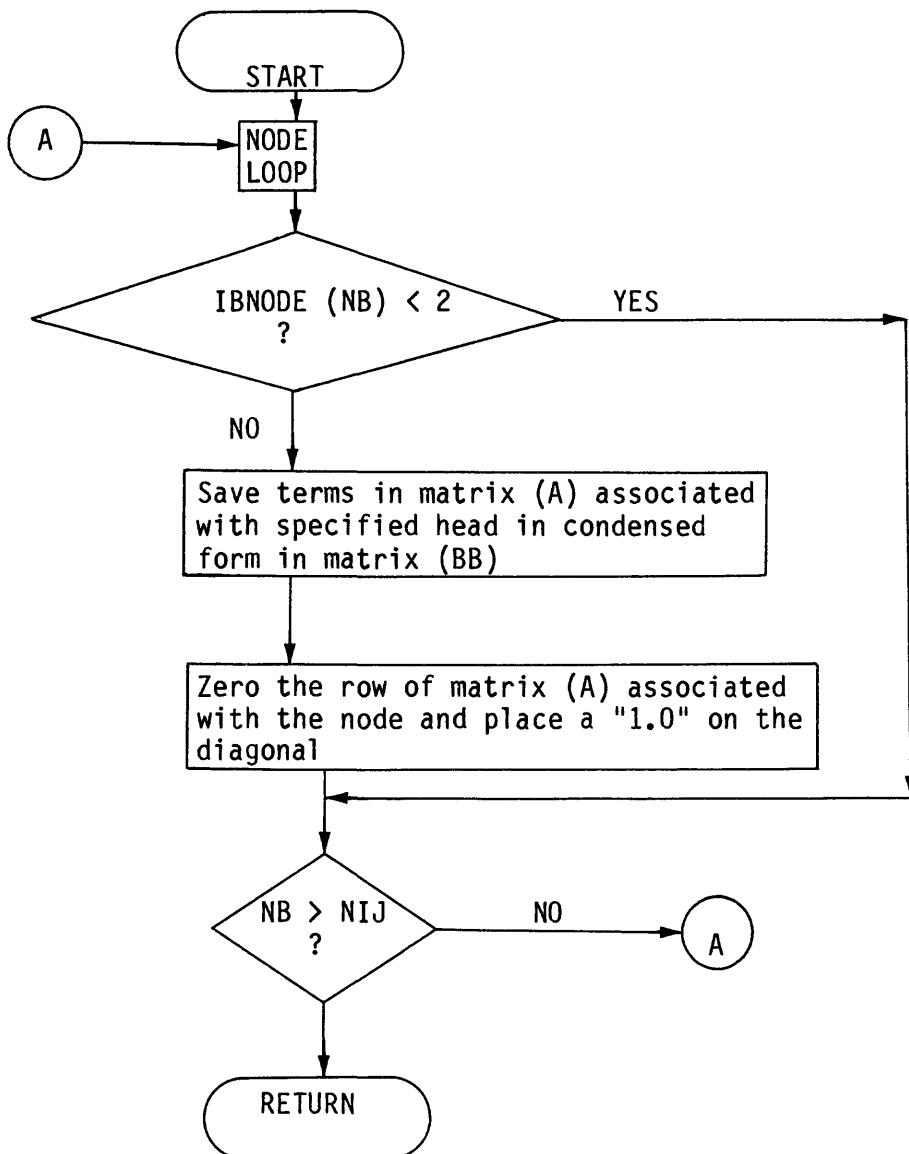 START
A
NODE
LOOP
IBNODE (NB) < 2
?
YES
NO
Save terms in matrix (A) associated
with specified head in condensed
form in matrix (BB)
Zero the row of matrix (A) associated
with the node and place a "1.0" on the
diagonal
NB > NIJ
?
NO
A
RETURN